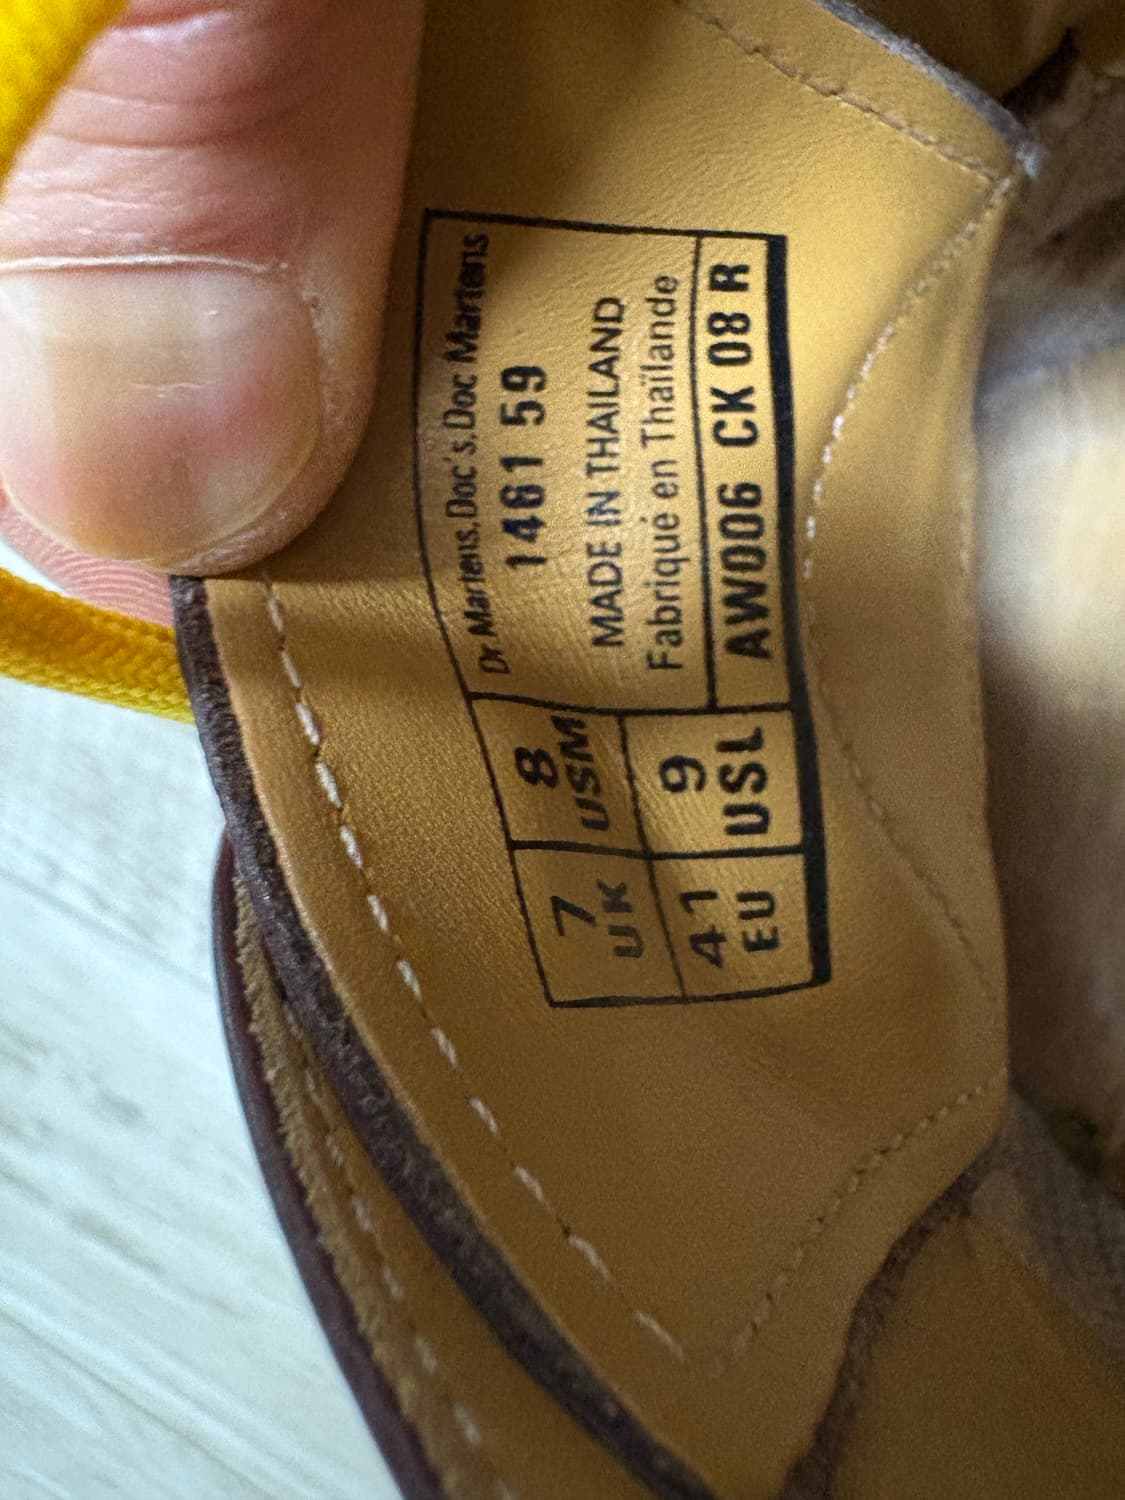 Dr Martens.Doc's.Doc Martens
1461 59
MADE IN THAILAND
Fabriqué en Thaïlande
AW006 CK 08 R
7
UK
8
USM
41
EU
9
USL